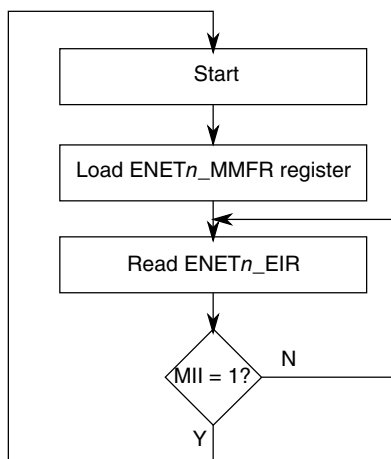 Start
Load ENETn_MMFR register
Read ENETn_EIR
MII = 1?
N
Y